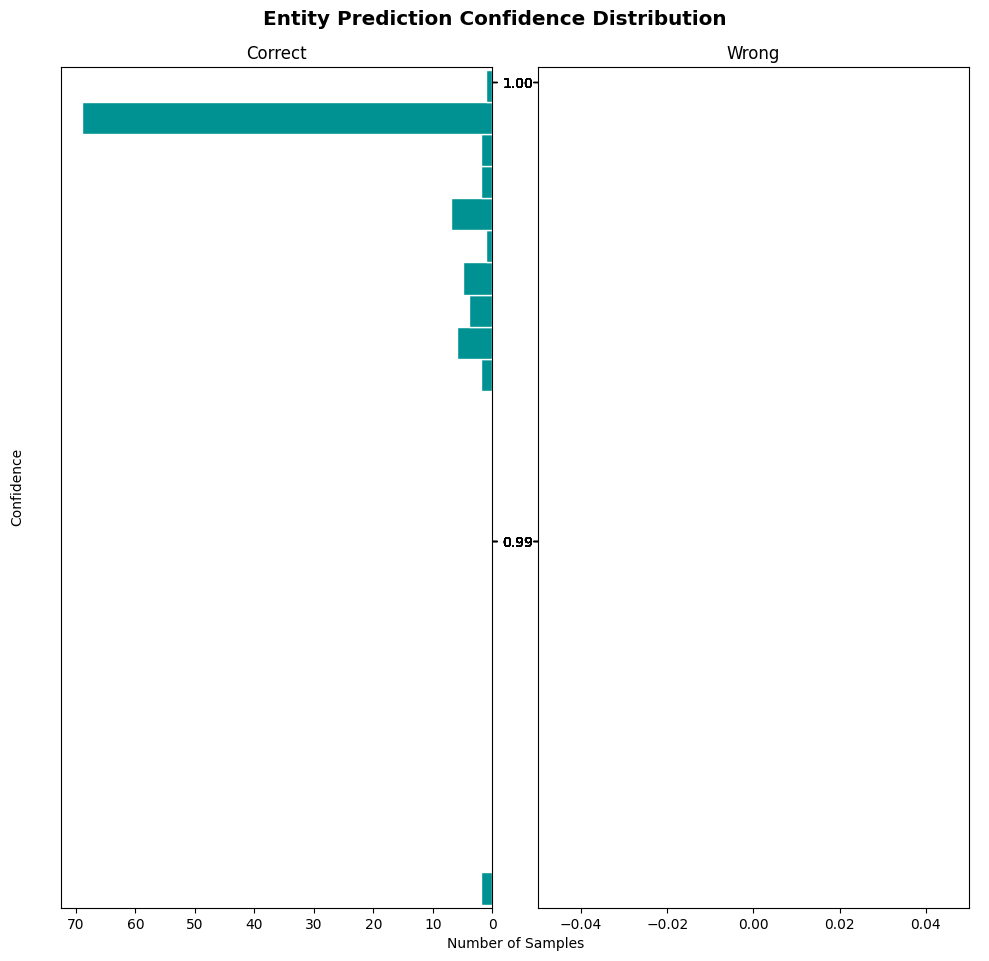 Entity Prediction Confidence Distribution
Correct
Wrong
1.00
0.99
Confidence
70 60 50 40 30 20 10 0
−0.04 −0.02 0.00 0.02 0.04
Number of Samples